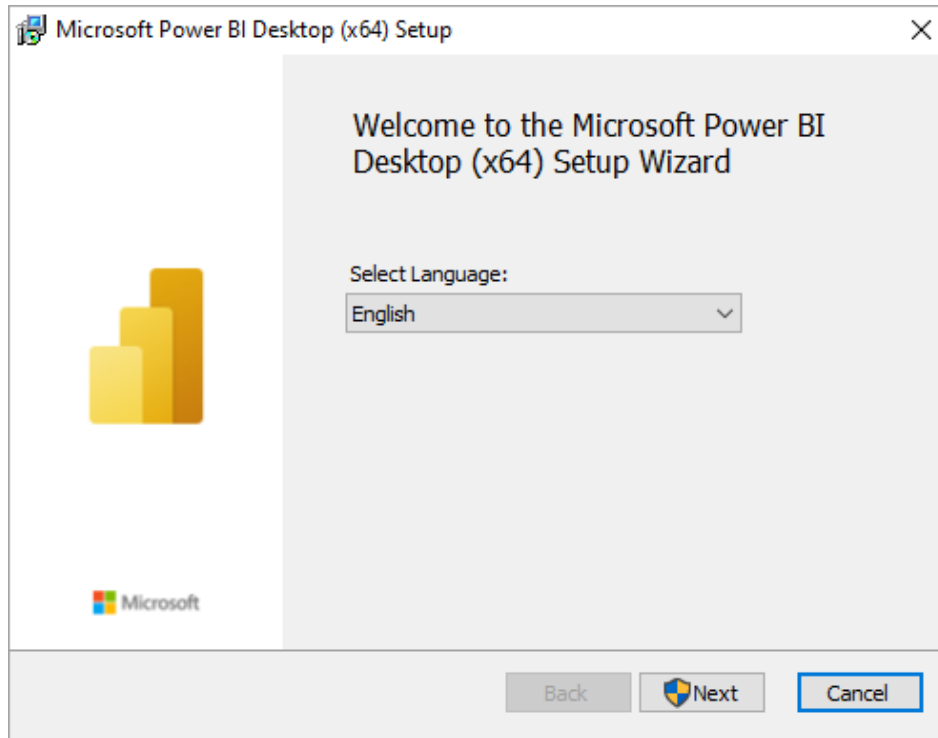 Microsoft Power BI Desktop (x64) Setup
Welcome to the Microsoft Power BI
Desktop (x64) Setup Wizard
Select Language:
English
Microsoft
Back
Next
Cancel